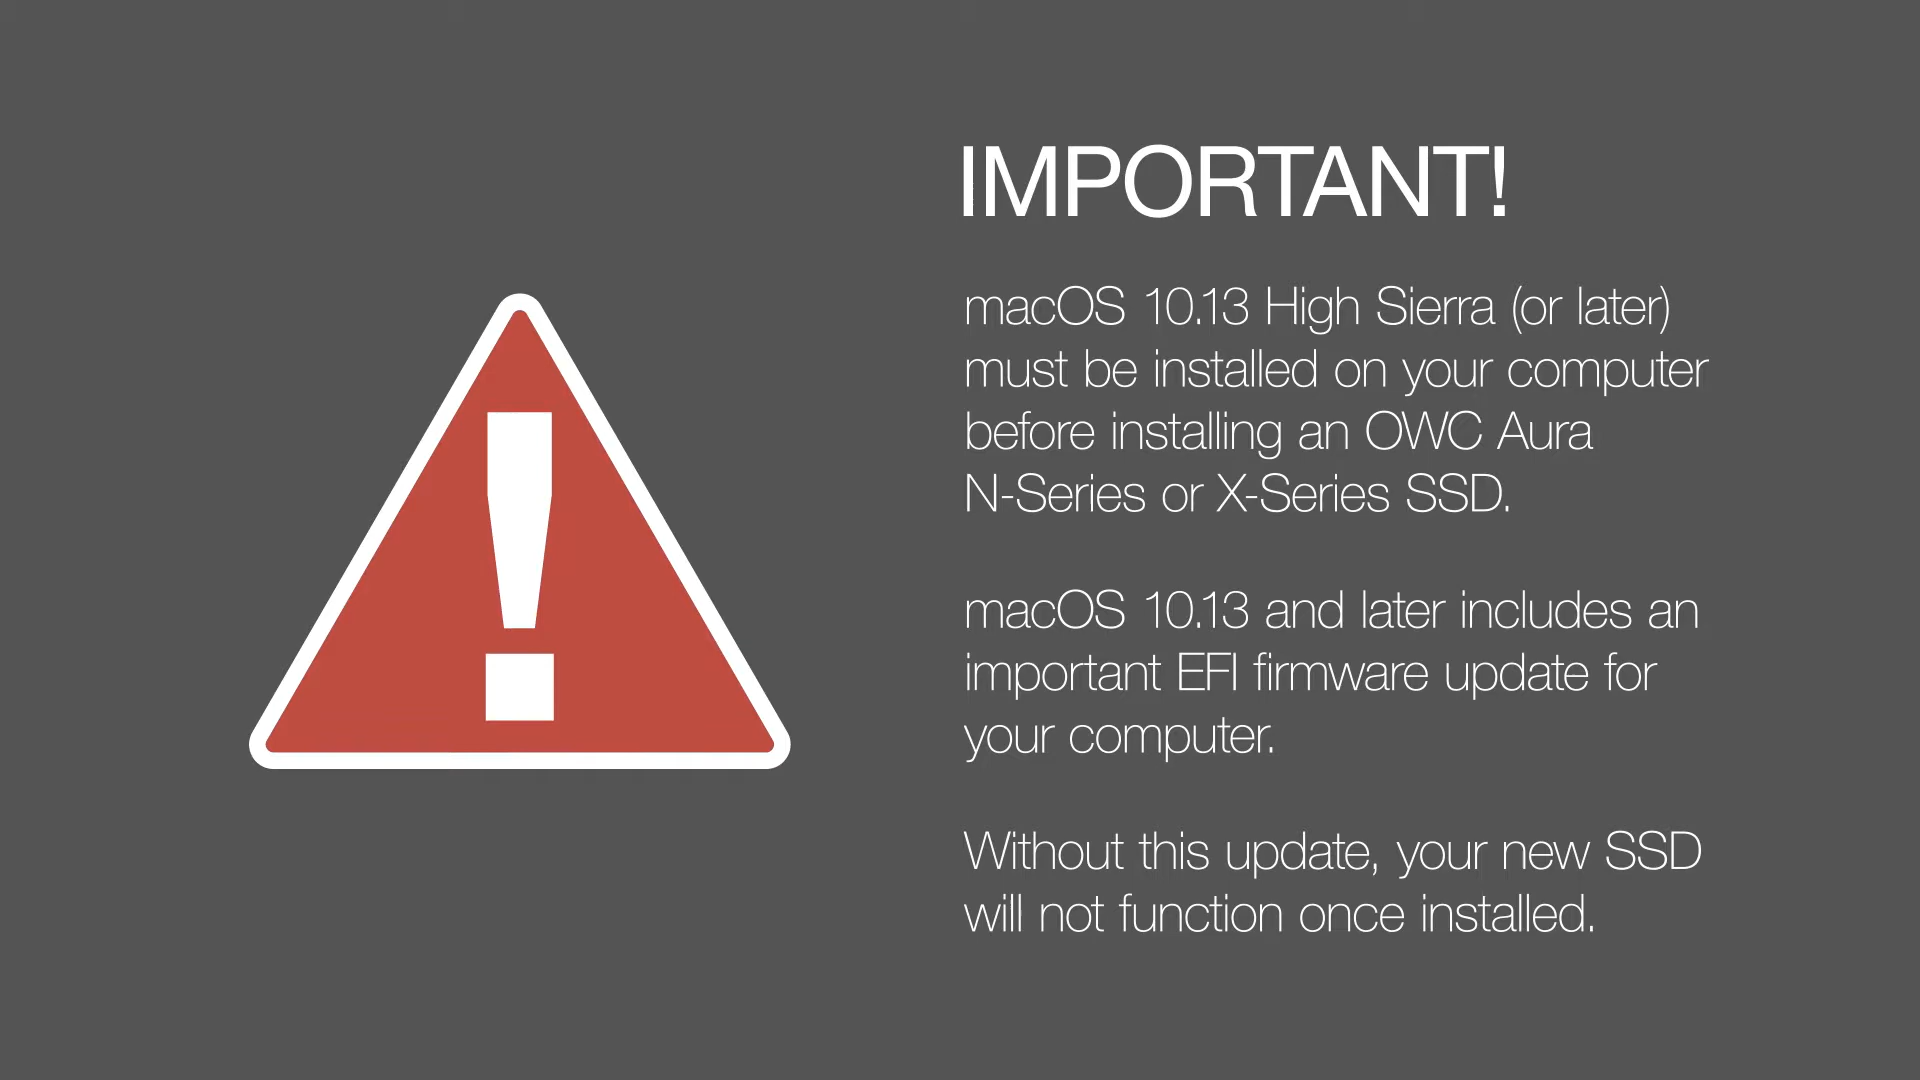 IMPORTANT!
macOS 10.13 High Sierra (or later)
must be installed on your computer
before installing an OWC Aura
N-Series or X-Series SSD.
macOS 10.13 and later includes an
important EFI firmware update for
your computer.
Without this update, your new SSD
will not function once installed.